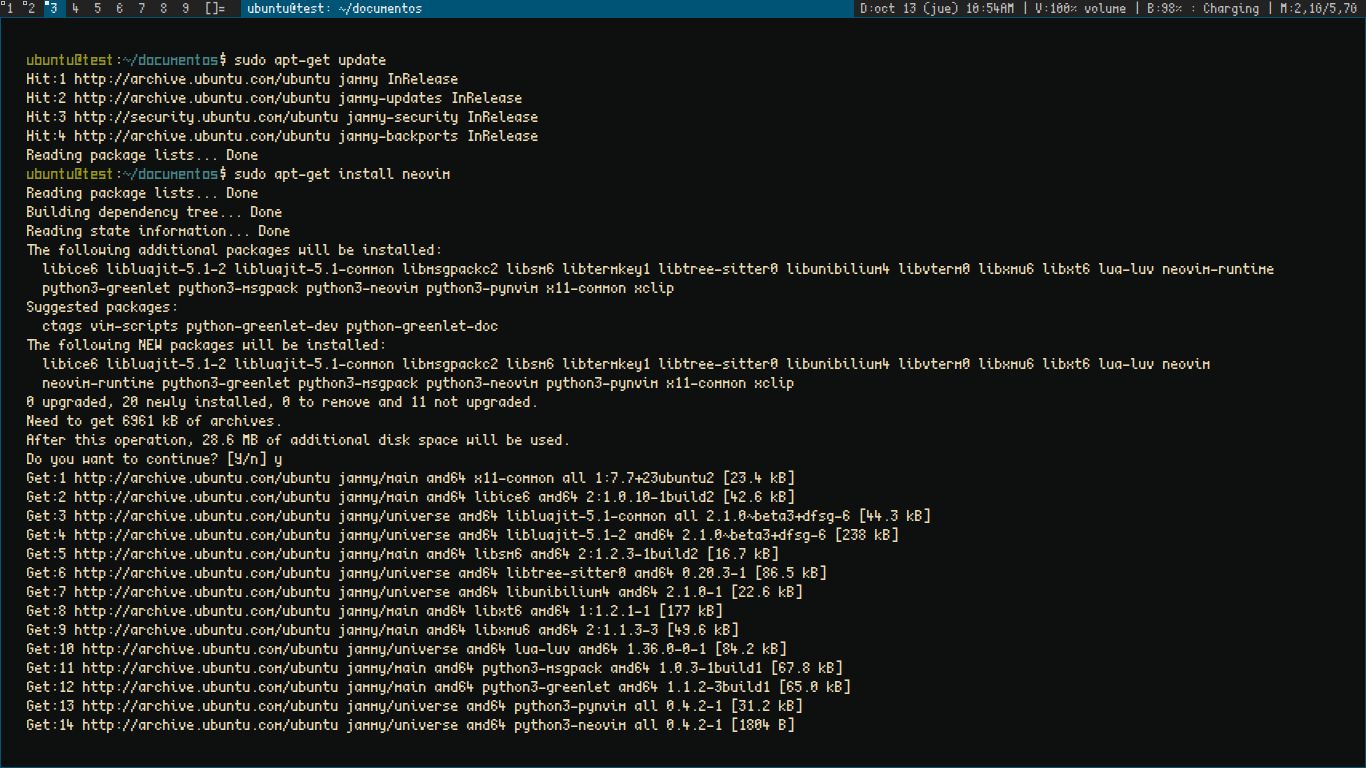 1 2 3 4 5 6 7 8 9 []= ubuntu@test: ~/documentos D:oct 13 (jue) 10:54AM | V:100% volume | B:98% : Charging | M:2,10/5,70
ubuntu@test:~/documentos$ sudo apt-get update
Hit:1 http://archive.ubuntu.com/ubuntu jammy InRelease
Hit:2 http://archive.ubuntu.com/ubuntu jammy-updates InRelease
Hit:3 http://security.ubuntu.com/ubuntu jammy-security InRelease
Hit:4 http://archive.ubuntu.com/ubuntu jammy-backports InRelease
Reading package lists... Done
ubuntu@test:~/documentos$ sudo apt-get install neovim
Reading package lists... Done
Building dependency tree... Done
Reading state information... Done
The following additional packages will be installed:
  libice6 libluajit-5.1-2 libluajit-5.1-common libmsgpackc2 libsm6 libtermkey1 libtree-sitter0 libunibilium4 libvterm0 libxmu6 libxt6 lua-luv neovim-runtime
  python3-greenlet python3-msgpack python3-neovim python3-pynvim x11-common xclip
Suggested packages:
  ctags vim-scripts python-greenlet-dev python-greenlet-doc
The following NEW packages will be installed:
  libice6 libluajit-5.1-2 libluajit-5.1-common libmsgpackc2 libsm6 libtermkey1 libtree-sitter0 libunibilium4 libvterm0 libxmu6 libxt6 lua-luv neovim
  neovim-runtime python3-greenlet python3-msgpack python3-neovim python3-pynvim x11-common xclip
0 upgraded, 20 newly installed, 0 to remove and 11 not upgraded.
Need to get 6961 kB of archives.
After this operation, 28.6 MB of additional disk space will be used.
Do you want to continue? [Y/n] y
Get:1 http://archive.ubuntu.com/ubuntu jammy/main amd64 x11-common all 1:7.7+23ubuntu2 [23.4 kB]
Get:2 http://archive.ubuntu.com/ubuntu jammy/main amd64 libice6 amd64 2:1.0.10-1build2 [42.6 kB]
Get:3 http://archive.ubuntu.com/ubuntu jammy/universe amd64 libluajit-5.1-common all 2.1.0~beta3+dfsg-6 [44.3 kB]
Get:4 http://archive.ubuntu.com/ubuntu jammy/universe amd64 libluajit-5.1-2 amd64 2.1.0~beta3+dfsg-6 [238 kB]
Get:5 http://archive.ubuntu.com/ubuntu jammy/main amd64 libsm6 amd64 2:1.2.3-1build2 [16.7 kB]
Get:6 http://archive.ubuntu.com/ubuntu jammy/universe amd64 libtree-sitter0 amd64 0.20.3-1 [86.5 kB]
Get:7 http://archive.ubuntu.com/ubuntu jammy/universe amd64 libunibilium4 amd64 2.1.0-1 [22.6 kB]
Get:8 http://archive.ubuntu.com/ubuntu jammy/main amd64 libxt6 amd64 1:1.2.1-1 [177 kB]
Get:9 http://archive.ubuntu.com/ubuntu jammy/main amd64 libxmu6 amd64 2:1.1.3-3 [49.6 kB]
Get:10 http://archive.ubuntu.com/ubuntu jammy/universe amd64 lua-luv amd64 1.36.0-0-1 [84.2 kB]
Get:11 http://archive.ubuntu.com/ubuntu jammy/main amd64 python3-msgpack amd64 1.0.3-1build1 [67.8 kB]
Get:12 http://archive.ubuntu.com/ubuntu jammy/main amd64 python3-greenlet amd64 1.1.2-3build1 [65.0 kB]
Get:13 http://archive.ubuntu.com/ubuntu jammy/universe amd64 python3-pynvim all 0.4.2-1 [31.2 kB]
Get:14 http://archive.ubuntu.com/ubuntu jammy/universe amd64 python3-neovim all 0.4.2-1 [1804 B]